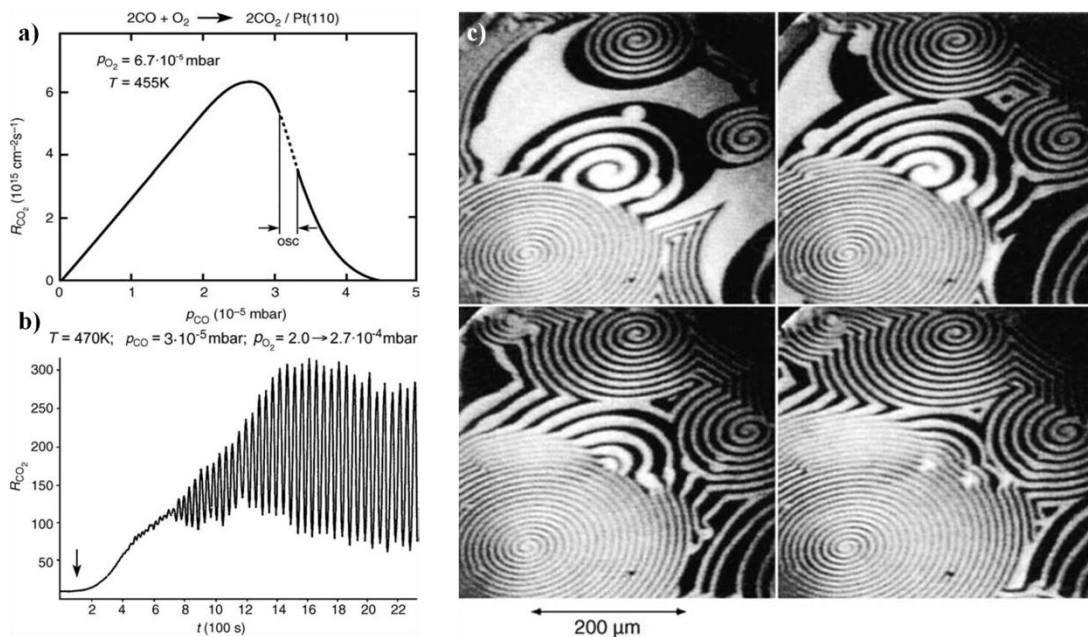 a)
2CO + O₂ ⟶ 2CO₂ / Pt(110)
p_O₂ = 6.7·10⁻⁵ mbar
T = 455K
6
4
2
0
R_CO₂ (10¹⁵ cm⁻²s⁻¹)
osc
0 1 2 3 4 5
p_CO (10⁻⁵ mbar)
b)
T = 470K; p_CO = 3·10⁻⁵ mbar; p_O₂ = 2.0 → 2.7·10⁻⁴ mbar
300
250
200
150
100
50
R_CO₂
2 4 6 8 10 12 14 16 18 20 22
t (100 s)
c)
200 µm